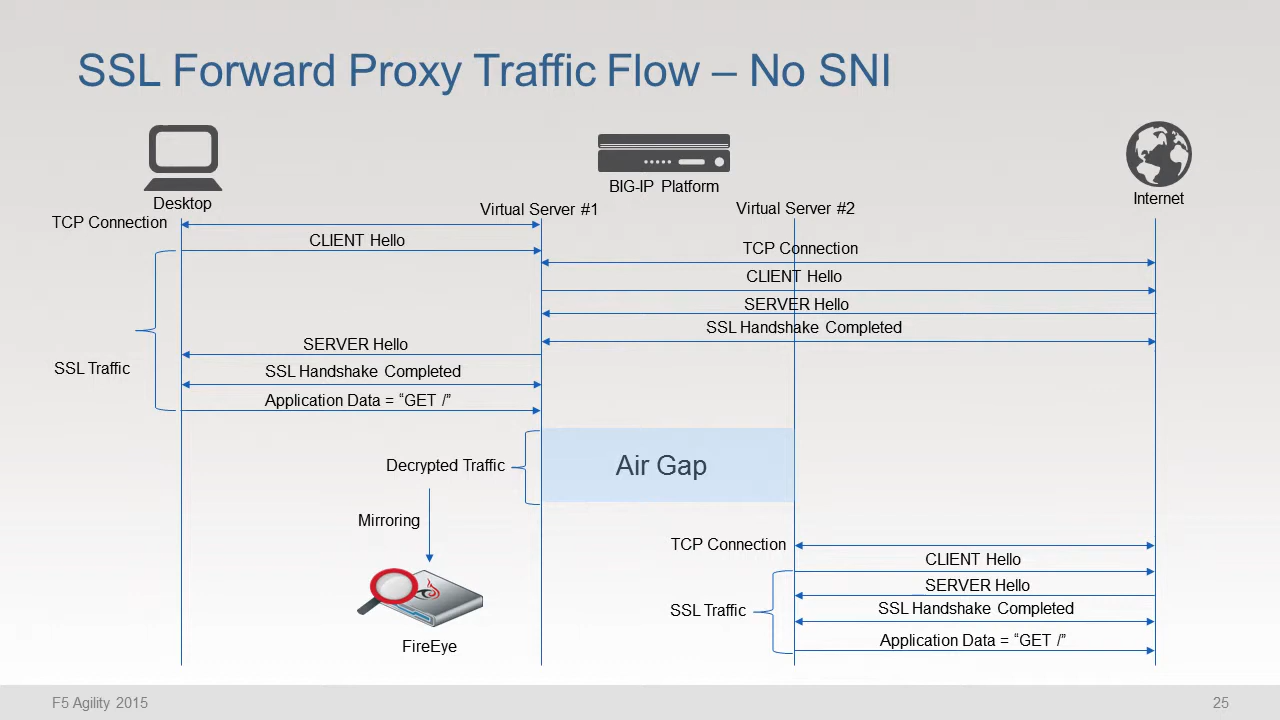 SSL Forward Proxy Traffic Flow – No SNI
Desktop
BIG-IP Platform
Internet
Virtual Server #1
Virtual Server #2
TCP Connection
CLIENT Hello
TCP Connection
CLIENT Hello
SERVER Hello
SSL Handshake Completed
SERVER Hello
SSL Traffic
SSL Handshake Completed
Application Data = “GET /”
Decrypted Traffic
Air Gap
Mirroring
FireEye
TCP Connection
CLIENT Hello
SERVER Hello
SSL Traffic
SSL Handshake Completed
Application Data = “GET /”
F5 Agility 2015
25